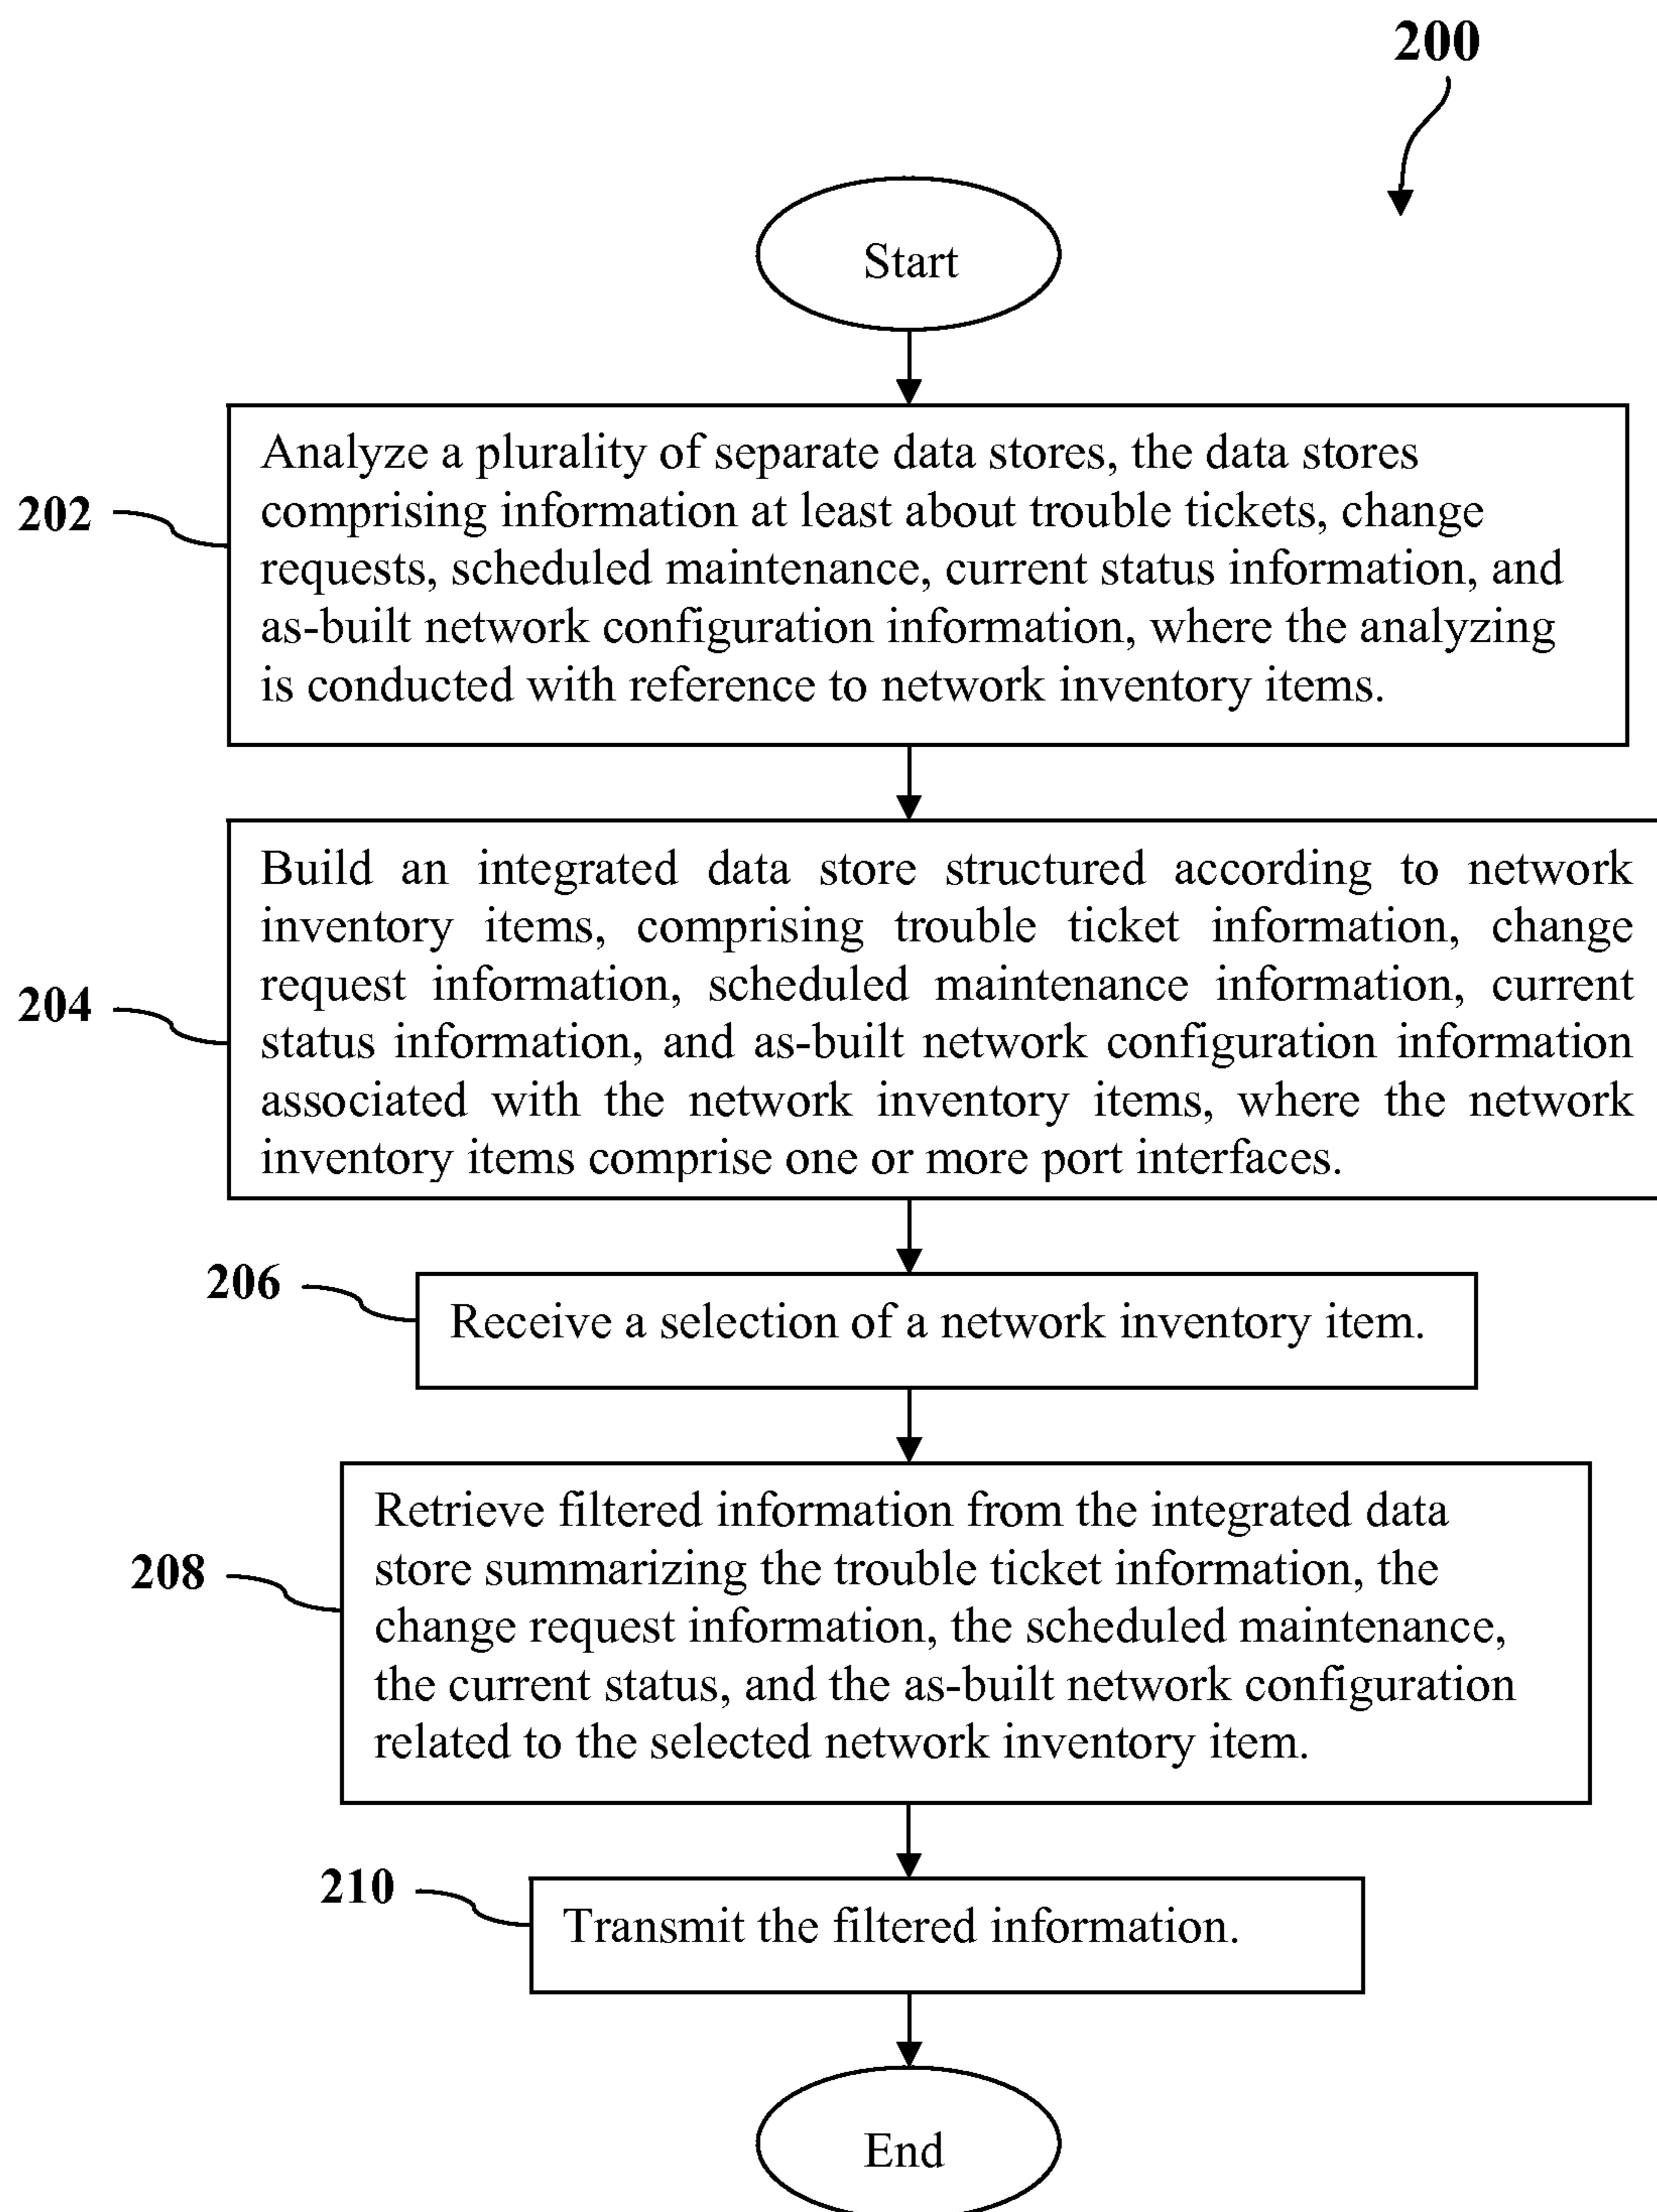 200
Start
202
Analyze a plurality of separate data stores, the data stores
comprising information at least about trouble tickets, change
requests, scheduled maintenance, current status information, and
as-built network configuration information, where the analyzing
is conducted with reference to network inventory items.
204
Build an integrated data store structured according to network
inventory items, comprising trouble ticket information, change
request information, scheduled maintenance information, current
status information, and as-built network configuration information
associated with the network inventory items, where the network
inventory items comprise one or more port interfaces.
206
Receive a selection of a network inventory item.
208
Retrieve filtered information from the integrated data
store summarizing the trouble ticket information, the
change request information, the scheduled maintenance,
the current status, and the as-built network configuration
related to the selected network inventory item.
210
Transmit the filtered information.
End